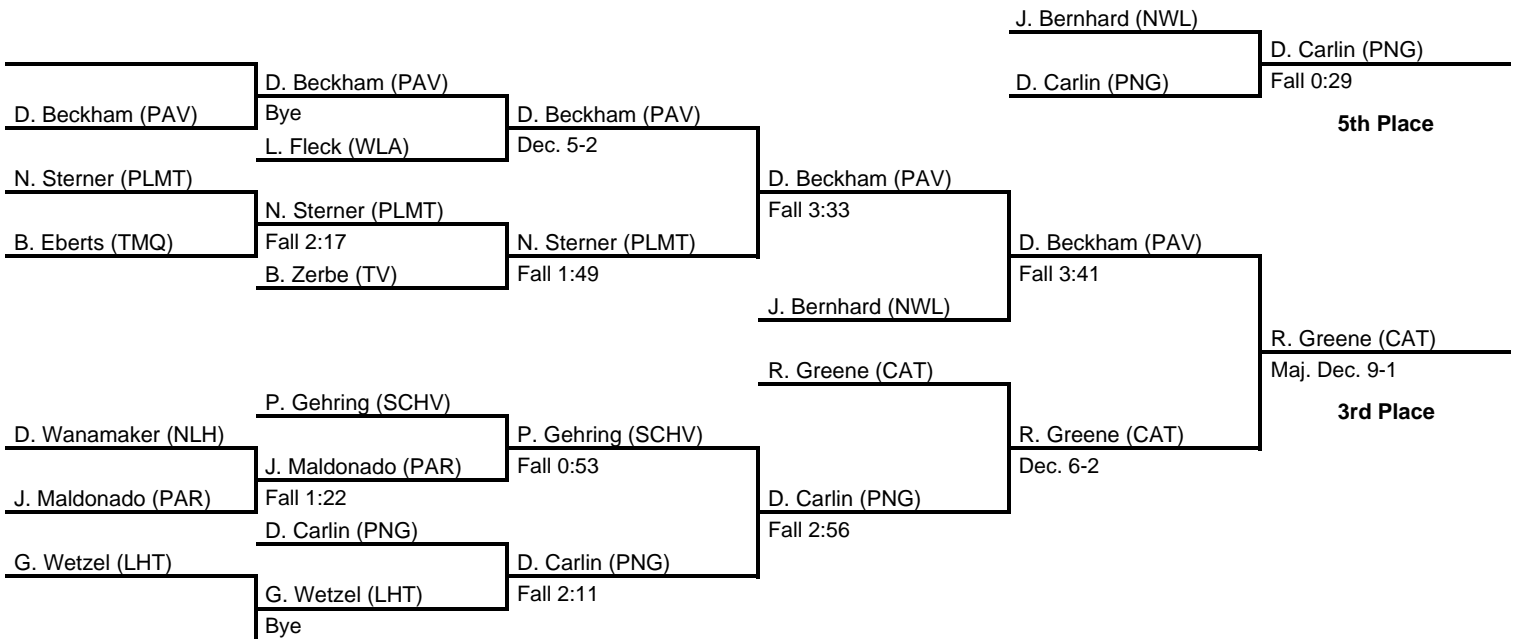 J. Bernhard (NWL)
D. Carlin (PNG)
D. Carlin (PNG)
Fall 0:29
5th Place
D. Beckham (PAV)
D. Beckham (PAV)
Bye
L. Fleck (WLA)
D. Beckham (PAV)
Dec. 5-2
N. Sterner (PLMT)
B. Eberts (TMQ)
N. Sterner (PLMT)
Fall 2:17
B. Zerbe (TV)
N. Sterner (PLMT)
Fall 1:49
D. Beckham (PAV)
Fall 3:33
J. Bernhard (NWL)
D. Beckham (PAV)
Fall 3:41
R. Greene (CAT)
Maj. Dec. 9-1
3rd Place
R. Greene (CAT)
R. Greene (CAT)
Dec. 6-2
P. Gehring (SCHV)
D. Wanamaker (NLH)
J. Maldonado (PAR)
J. Maldonado (PAR)
Fall 1:22
P. Gehring (SCHV)
Fall 0:53
D. Carlin (PNG)
Fall 2:56
D. Carlin (PNG)
G. Wetzel (LHT)
G. Wetzel (LHT)
Bye
D. Carlin (PNG)
Fall 2:11